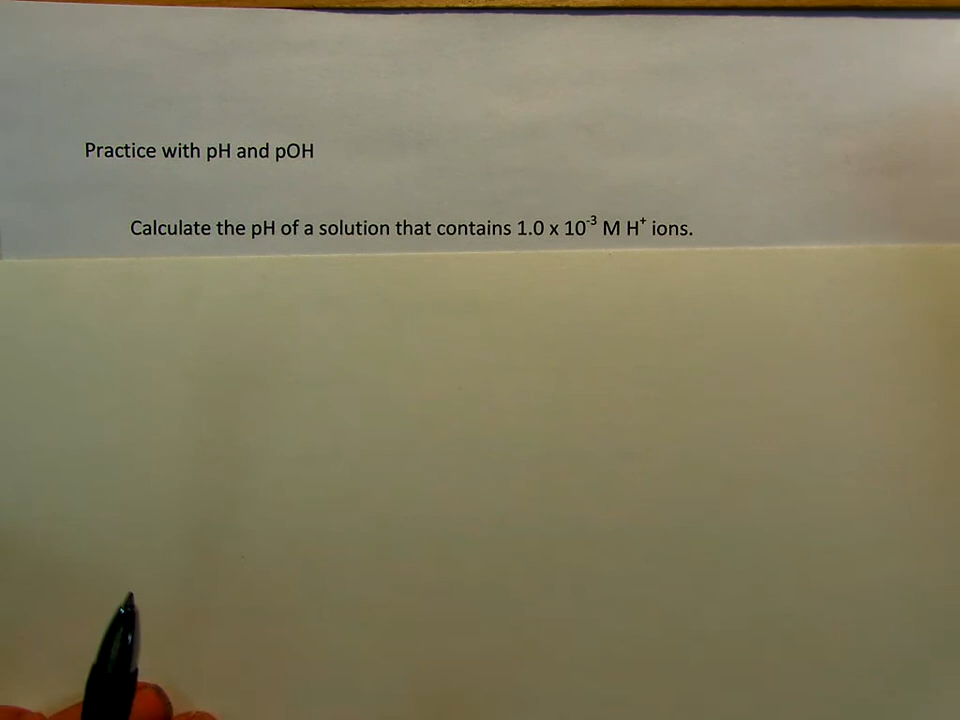 Practice with pH and pOH
Calculate the pH of a solution that contains 1.0 x 10⁻³ M H⁺ ions.